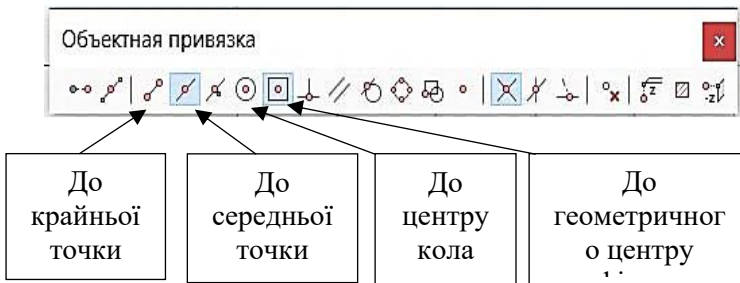 Объектная привязка
До
крайньої
точки
До
середньої
точки
До
центру
кола
До
геометричног
о центру